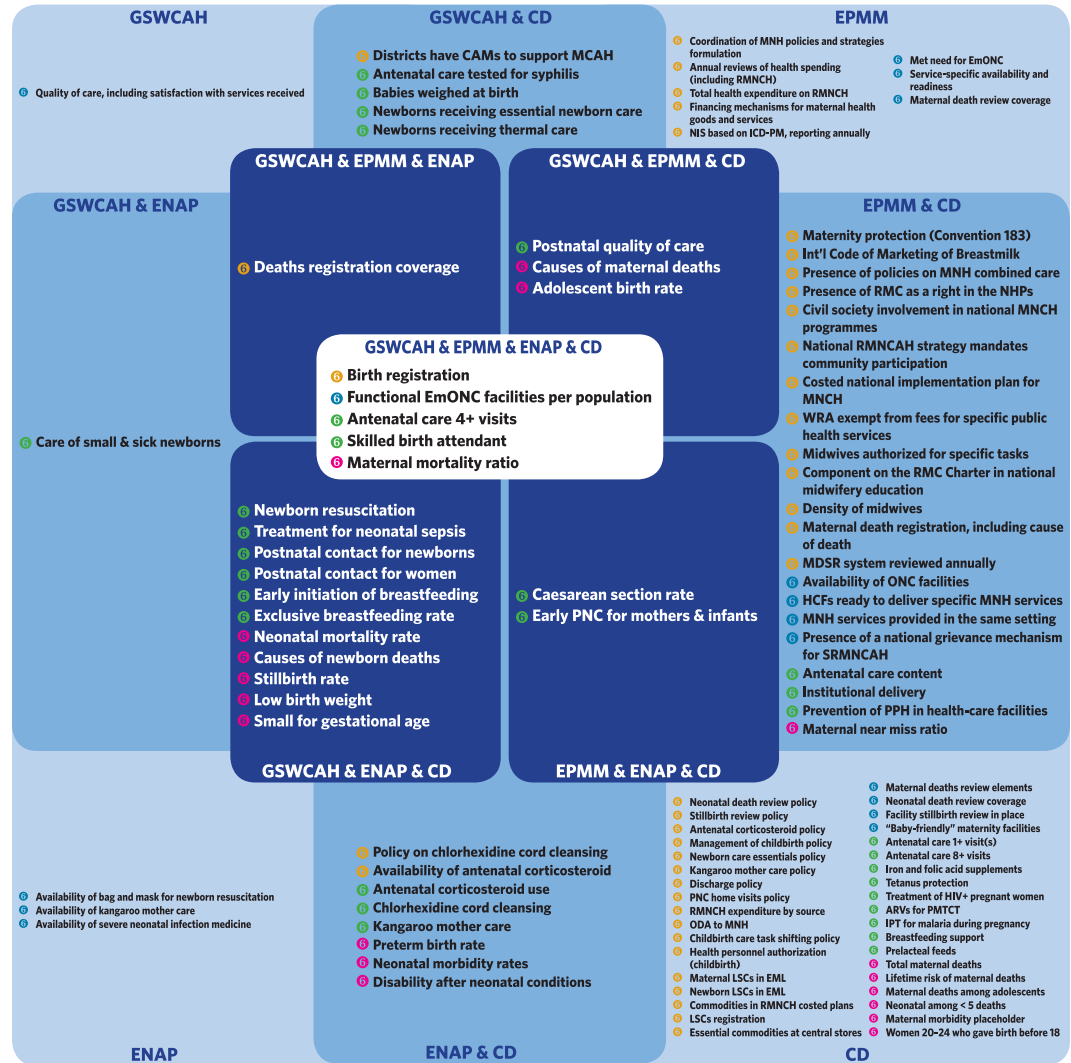 GSWCAH
Quality of care, including satisfaction with services received
GSWCAH & CD
Districts have CAMs to support MCAH
Antenatal care tested for syphilis
Babies weighed at birth
Newborns receiving essential newborn care
Newborns receiving thermal care
EPMM
Coordination of MNH policies and strategies
formulation
Annual reviews of health spending
(including RMNCH)
Total health expenditure on RMNCH
Financing mechanisms for maternal health
goods and services
NIS based on ICD-PM, reporting annually
Met need for EmONC
Service-specific availability and
readiness
Maternal death review coverage
GSWCAH & EPMM & ENAP
Deaths registration coverage
GSWCAH & EPMM & CD
Postnatal quality of care
Causes of maternal deaths
Adolescent birth rate
GSWCAH & ENAP
Care of small & sick newborns
EPMM & CD
Maternity protection (Convention 183)
Int'l Code of Marketing of Breastmilk
Presence of policies on MNH combined care
Presence of RMC as a right in the NHPs
Civil society involvement in national MNCH
programmes
National RMNCAH strategy mandates
community participation
Costed national implementation plan for
MNCH
WRA exempt from fees for specific public
health services
Midwives authorized for specific tasks
Component on the RMC Charter in national
midwifery education
Density of midwives
Maternal death registration, including cause
of death
MDSR system reviewed annually
Availability of ONC facilities
HCFs ready to deliver specific MNH services
MNH services provided in the same setting
Presence of a national grievance mechanism
for SRMNCAH
Antenatal care content
Institutional delivery
Prevention of PPH in health-care facilities
Maternal near miss ratio
GSWCAH & EPMM & ENAP & CD
Birth registration
Functional EmONC facilities per population
Antenatal care 4+ visits
Skilled birth attendant
Maternal mortality ratio
Newborn resuscitation
Treatment for neonatal sepsis
Postnatal contact for newborns
Postnatal contact for women
Early initiation of breastfeeding
Exclusive breastfeeding rate
Neonatal mortality rate
Causes of newborn deaths
Stillbirth rate
Low birth weight
Small for gestational age
GSWCAH & ENAP & CD
Caesarean section rate
Early PNC for mothers & infants
EPMM & ENAP & CD
Availability of bag and mask for newborn resuscitation
Availability of kangaroo mother care
Availability of severe neonatal infection medicine
ENAP
Policy on chlorhexidine cord cleansing
Availability of antenatal corticosteroid
Antenatal corticosteroid use
Chlorhexidine cord cleansing
Kangaroo mother care
Preterm birth rate
Neonatal morbidity rates
Disability after neonatal conditions
ENAP & CD
Neonatal death review policy
Stillbirth review policy
Antenatal corticosteroid policy
Management of childbirth policy
Newborn care essentials policy
Kangaroo mother care policy
Discharge policy
PNC home visits policy
RMNCH expenditure by source
ODA to MNH
Childbirth care task shifting policy
Health personnel authorization
(childbirth)
Maternal LSCs in EML
Newborn LSCs in EML
Commodities in RMNCH costed plans
LSCs registration
Essential commodities at central stores
Maternal deaths review elements
Neonatal death review coverage
Facility stillbirth review in place
"Baby-friendly" maternity facilities
Antenatal care 1+ visit(s)
Antenatal care 8+ visits
Iron and folic acid supplements
Tetanus protection
Treatment of HIV+ pregnant women
ARVs for PMTCT
IPT for malaria during pregnancy
Breastfeeding support
Prelacteal feeds
Total maternal deaths
Lifetime risk of maternal deaths
Maternal deaths among adolescents
Neonatal among < 5 deaths
Maternal morbidity placeholder
Women 20–24 who gave birth before 18
CD